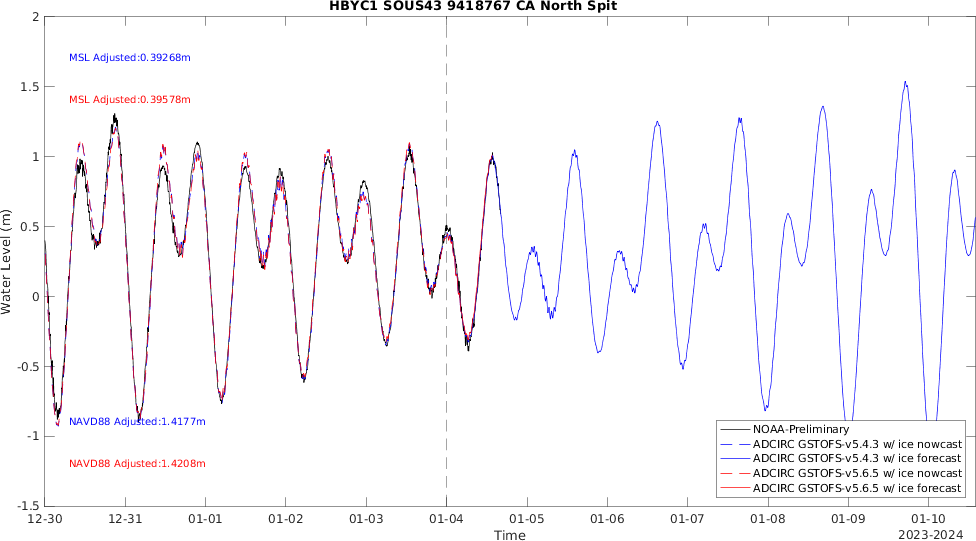 HBYC1 SOUS43 9418767 CA North Spit
2
1.5
1
0.5
0
-0.5
-1
-1.5
Water Level (m)
MSL Adjusted:0.39268m
MSL Adjusted:0.39578m
NAVD88 Adjusted:1.4177m
NAVD88 Adjusted:1.4208m
NOAA-Preliminary
ADCIRC GSTOFS-v5.4.3 w/ ice nowcast
ADCIRC GSTOFS-v5.4.3 w/ ice forecast
ADCIRC GSTOFS-v5.6.5 w/ ice nowcast
ADCIRC GSTOFS-v5.6.5 w/ ice forecast
12-30 12-31 01-01 01-02 01-03 01-04 01-05 01-06 01-07 01-08 01-09 01-10
Time
2023-2024